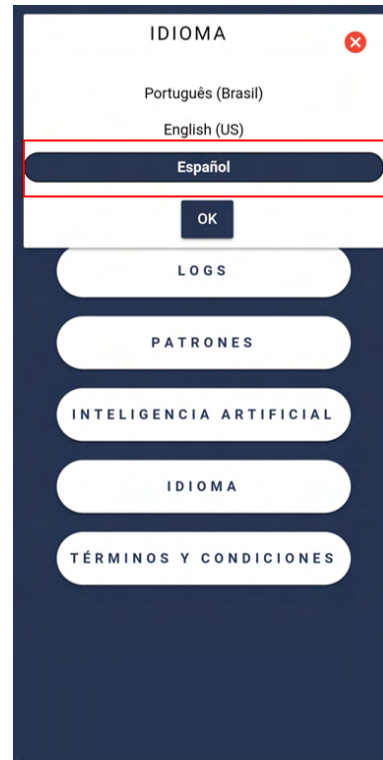 IDIOMA
Português (Brasil)
English (US)
Español
OK
LOGS
PATRONES
INTELIGENCIA ARTIFICIAL
IDIOMA
TÉRMINOS Y CONDICIONES